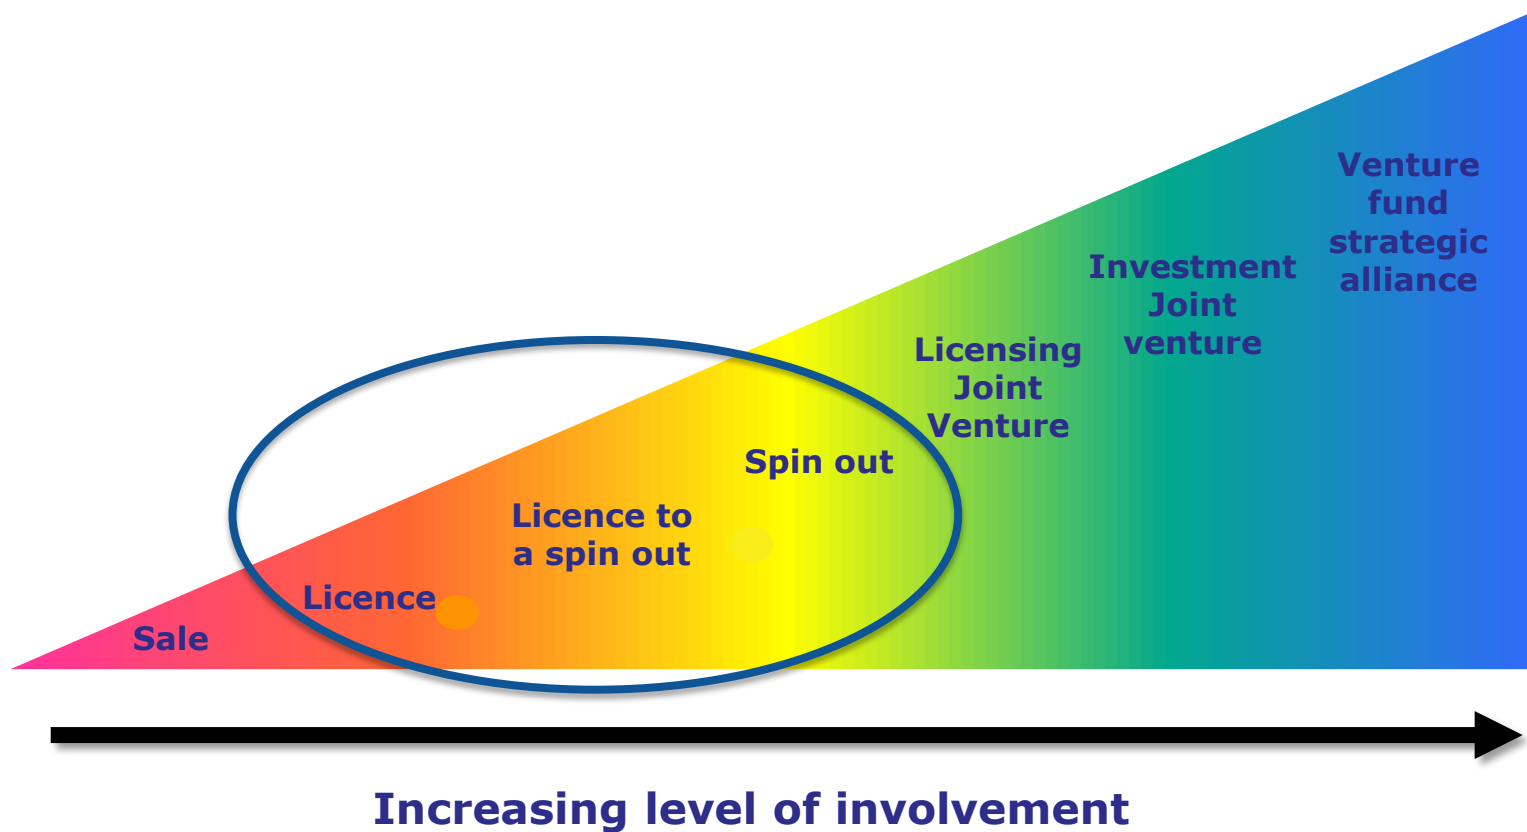 Sale
Licence
Licence to
a spin out
Spin out
Licensing
Joint
Venture
Investment
Joint
venture
Venture
fund
strategic
alliance
Increasing level of involvement